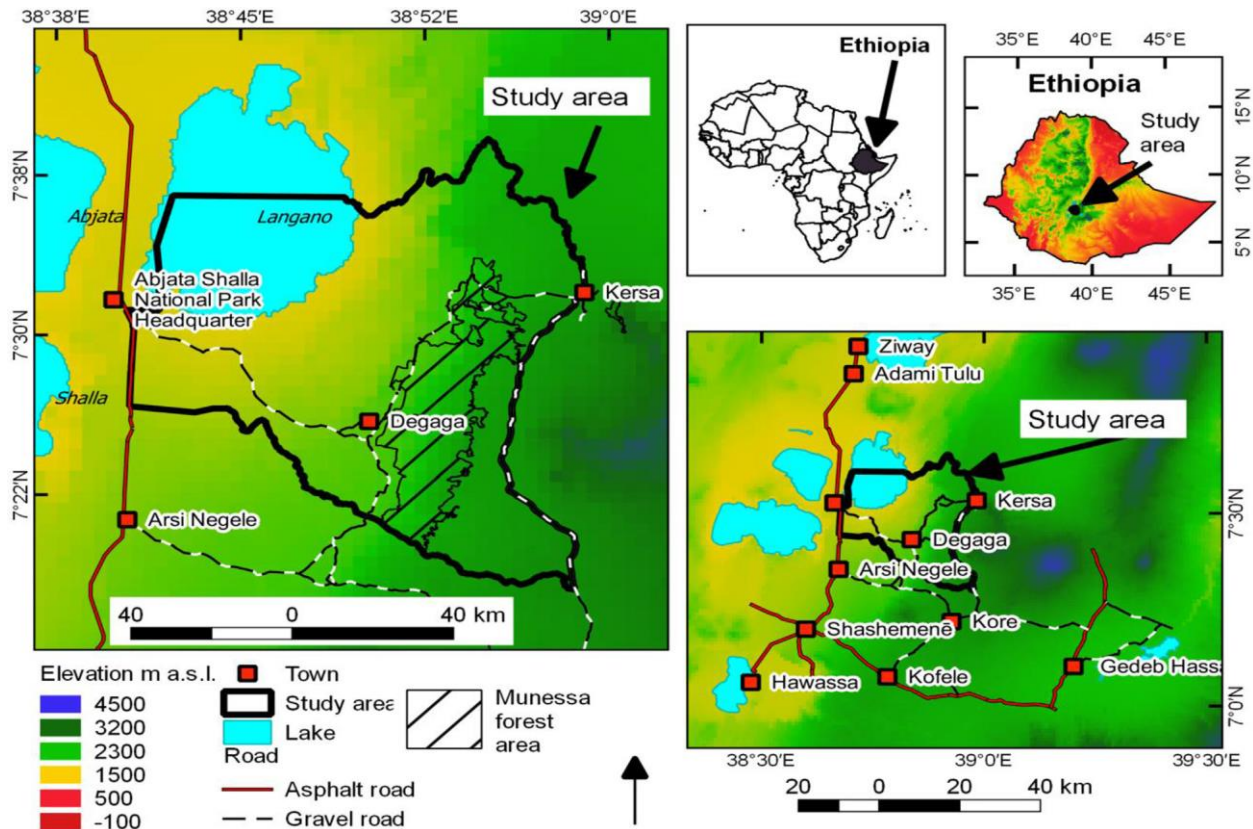 38°38'E 38°45'E 38°52'E 39°0'E
7°38'N
7°30'N
7°22'N
Study area
Abjata
Langano
Abjata Shalla
National Park
Headquarter
Kersa
Shalla
Degaga
Arsi Negele
40 0 40 km
Ethiopia
35°E 40°E 45°E
Ethiopia
Study
area
15°N
10°N
5°N
35°E 40°E 45°E
Ziway
Adami Tulu
Study area
Kersa
Degaga
Arsi Negele
Kore
Shashemenē
Kofele
Hawassa
Gedeb Hassa
7°30'N
7°0'N
38°30'E 39°0'E 39°30'E
20 0 20 40 km
Elevation m a.s.l.
4500
3200
2300
1500
500
-100
Town
Study area
Lake
Road
Asphalt road
Gravel road
Munessa
forest
area